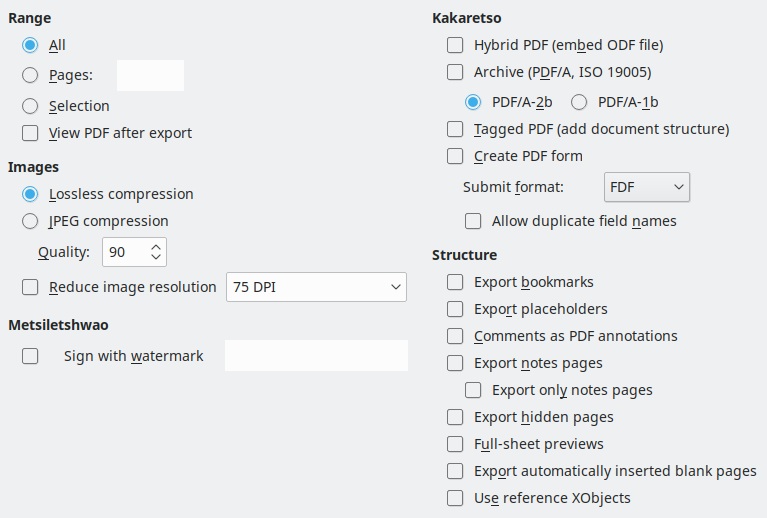 Range
All
Pages:
Selection
View PDF after export
Images
Lossless compression
JPEG compression
Quality: 90
Reduce image resolution 75 DPI
Metsiletshwao
Sign with watermark
Kakaretso
Hybrid PDF (embed ODF file)
Archive (PDF/A, ISO 19005)
PDF/A-2b PDF/A-1b
Tagged PDF (add document structure)
Create PDF form
Submit format: FDF
Allow duplicate field names
Structure
Export bookmarks
Export placeholders
Comments as PDF annotations
Export notes pages
Export only notes pages
Export hidden pages
Full-sheet previews
Export automatically inserted blank pages
Use reference XObjects